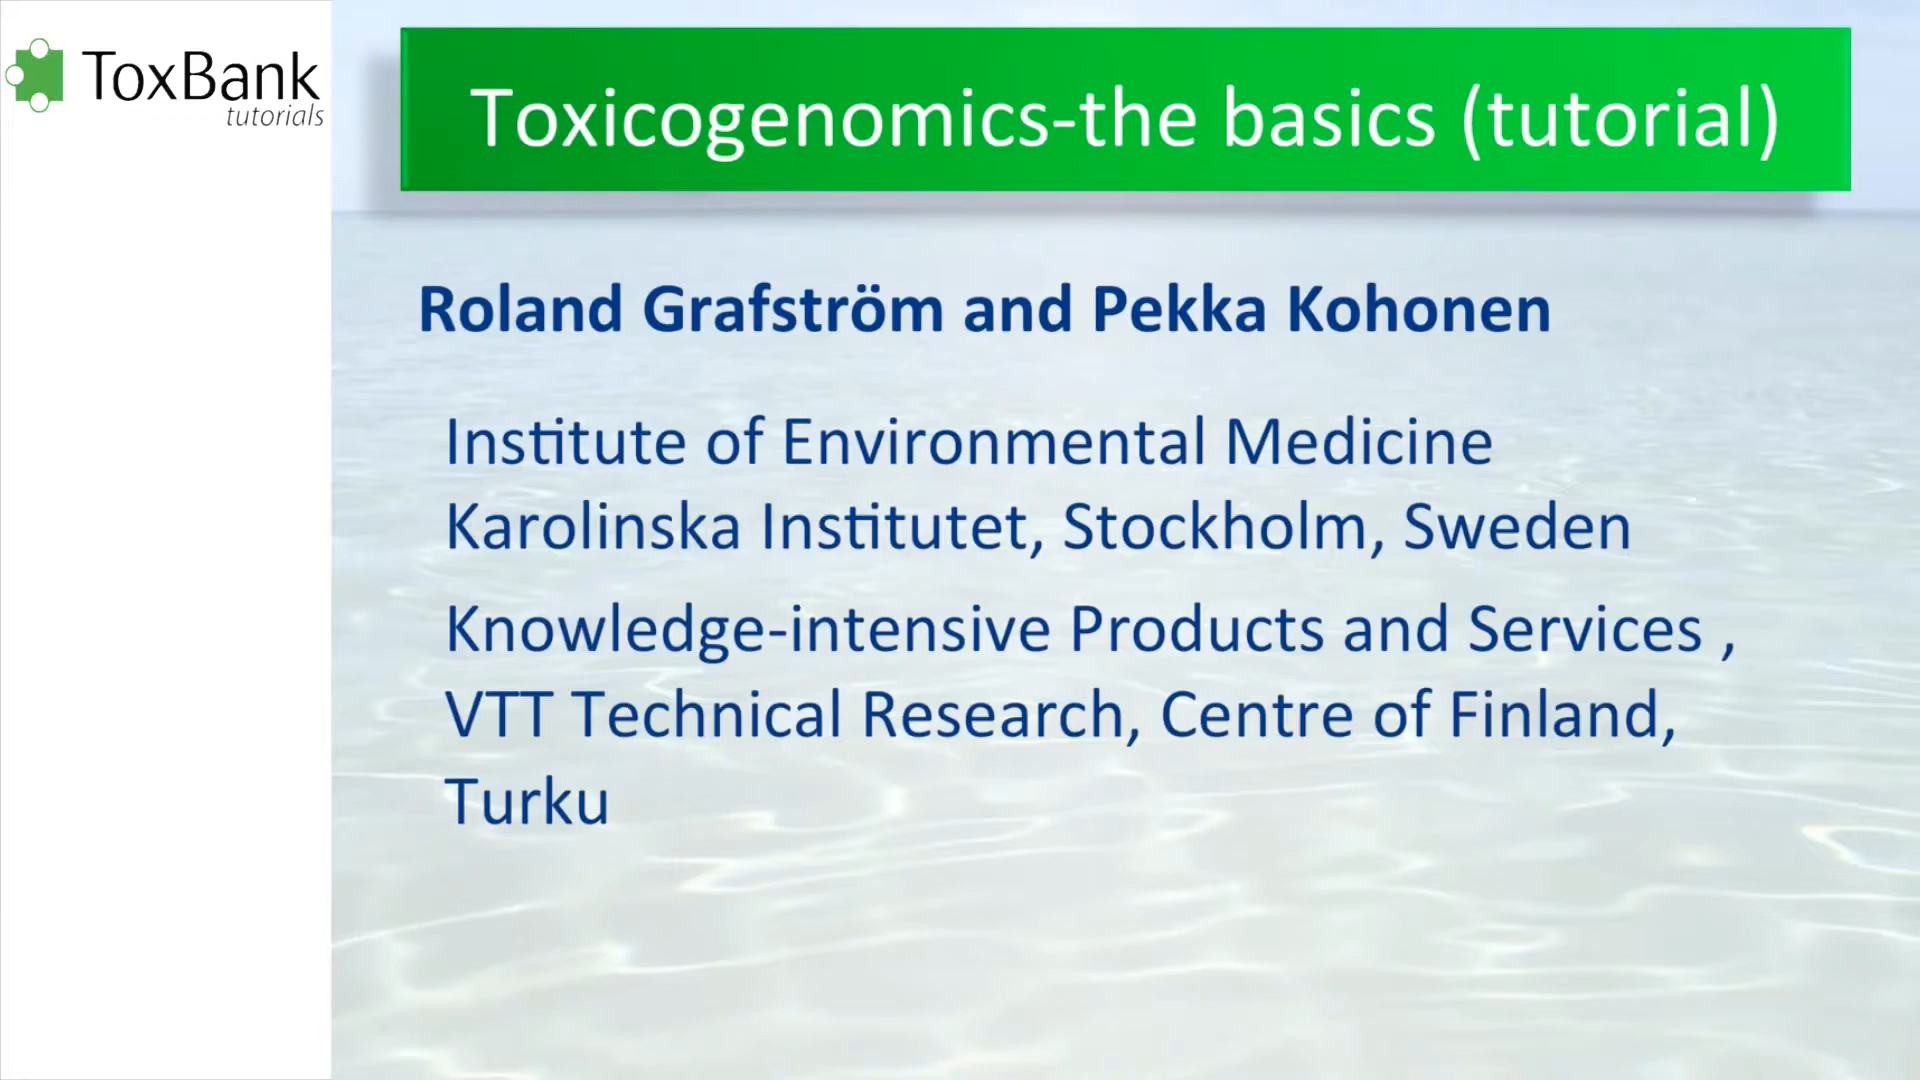 ToxBank
tutorials
Toxicogenomics-the basics (tutorial)
Roland Grafström and Pekka Kohonen
Institute of Environmental Medicine
Karolinska Institutet, Stockholm, Sweden
Knowledge-intensive Products and Services ,
VTT Technical Research, Centre of Finland,
Turku